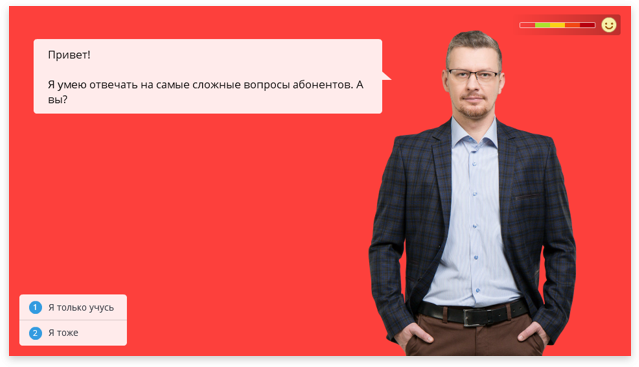 Привет!
Я умею отвечать на самые сложные вопросы абонентов. А
вы?
1 Я только учусь
2 Я тоже